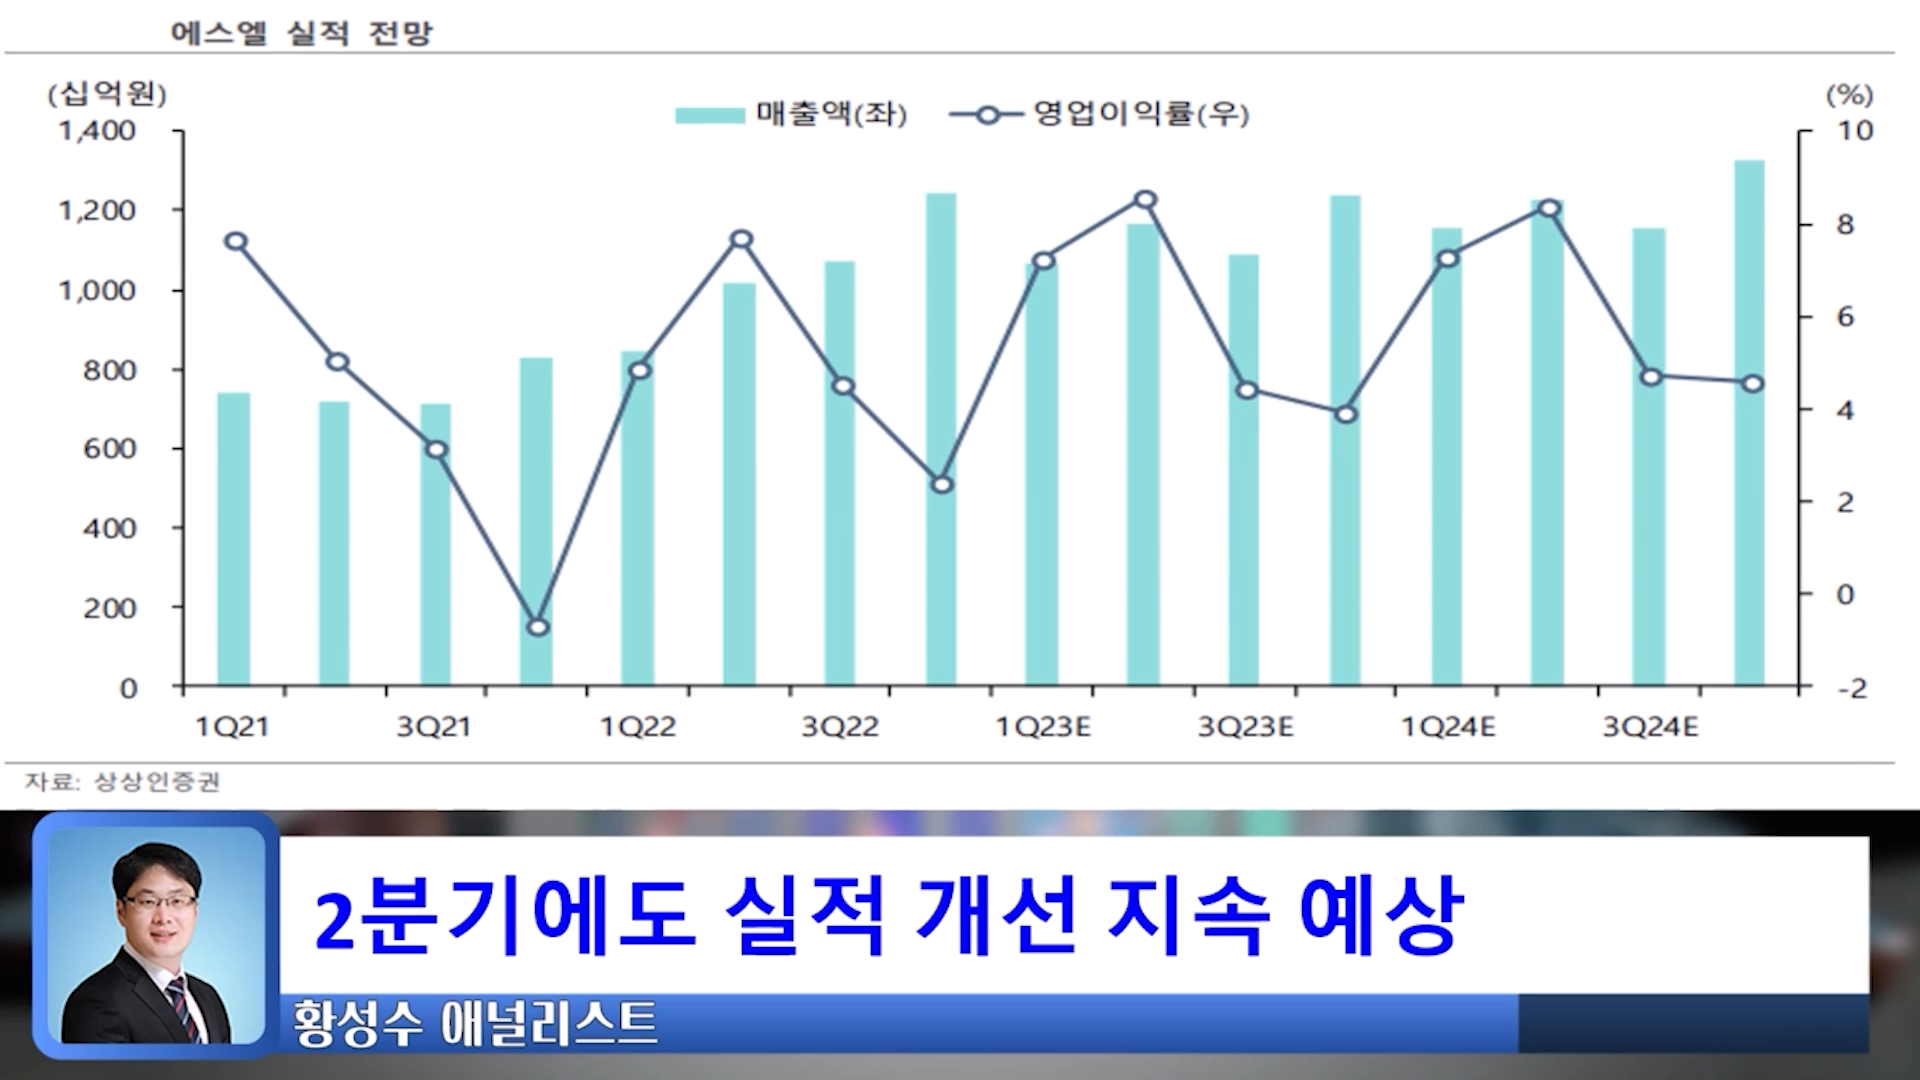 에스엘 실적 전망
(십억원)
(%)
매출액(좌)
영업이익률(우)
1,400
1,200
1,000
800
600
400
200
0
10
8
6
4
2
0
-2
1Q21
3Q21
1Q22
3Q22
1Q23E
3Q23E
1Q24E
3Q24E
자료: 상상인증권
2분기에도 실적 개선 지속 예상
황성수 애널리스트